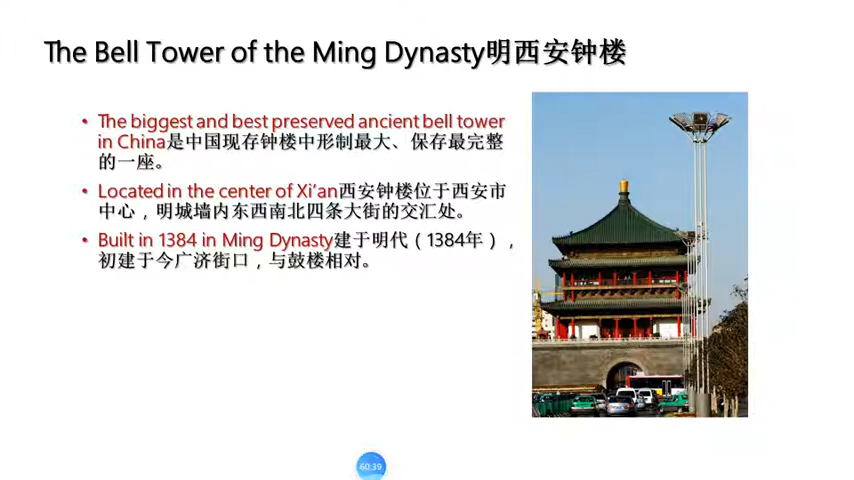 The Bell Tower of the Ming Dynasty明西安钟楼
• The biggest and best preserved ancient bell tower
in China是中国现存钟楼中形制最大、保存最完整
的一座。
• Located in the center of Xi’an西安钟楼位于西安市
中心，明城墙内东西南北四条大街的交汇处。
• Built in 1384 in Ming Dynasty建于明代（1384年），
初建于今广济街口，与鼓楼相对。
60:39